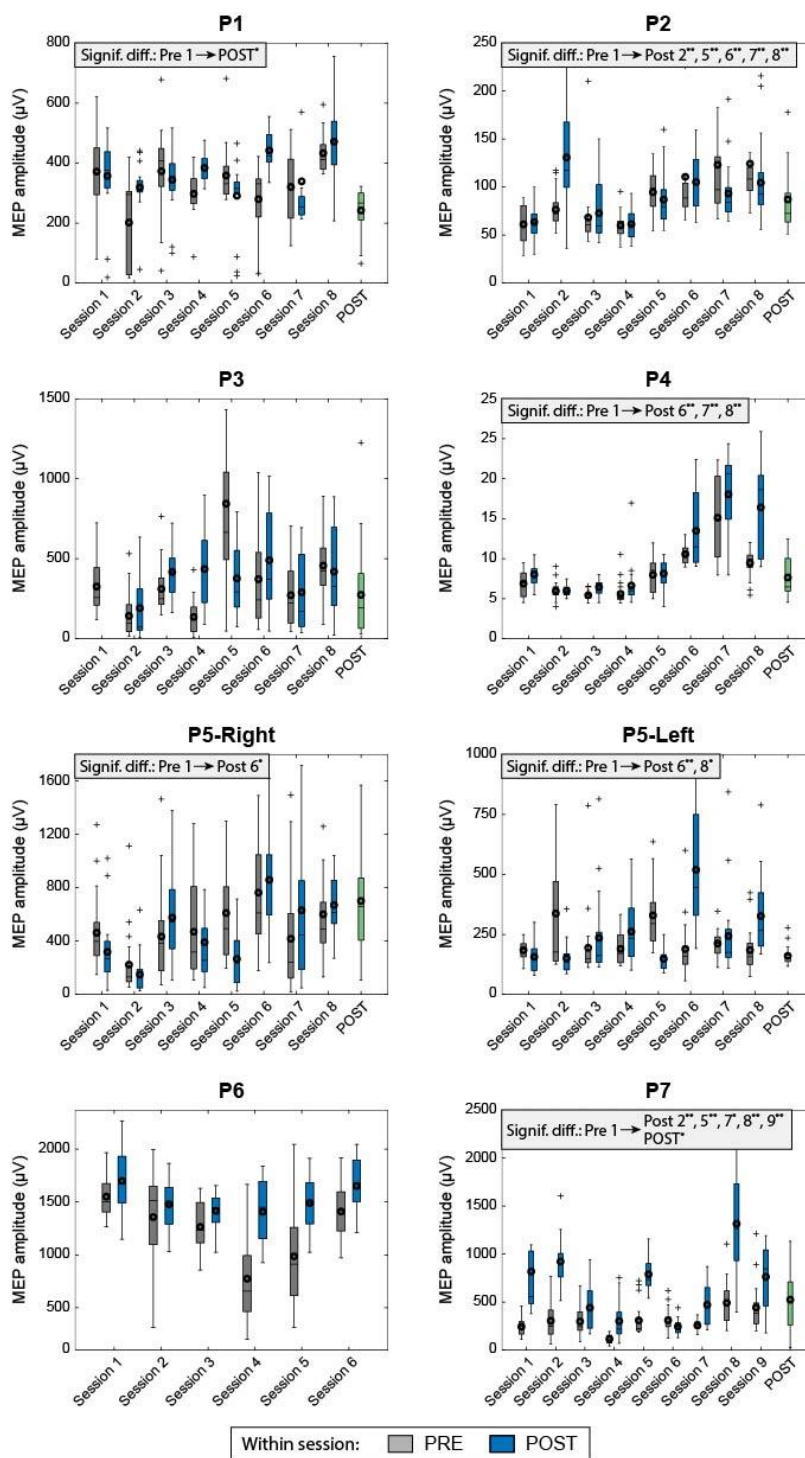 P1
MEP amplitude (µV)
800
600
400
200
0
Signif. diff.: Pre 1→POST*
Session 1
Session 2
Session 3
Session 4
Session 5
Session 6
Session 7
Session 8
POST
P2
MEP amplitude (µV)
250
200
150
100
50
0
Signif. diff.: Pre 1→ Post 2**, 5**, 6**, 7**, 8**
Session 1
Session 2
Session 3
Session 4
Session 5
Session 6
Session 7
Session 8
POST
P3
MEP amplitude (µV)
1500
1000
500
0
Session 1
Session 2
Session 3
Session 4
Session 5
Session 6
Session 7
Session 8
POST
P4
MEP amplitude (µV)
25
25
15
15
10
5
0
Signif. diff.: Pre 1→ Post 6**, 7**, 8**
Session 1
Session 2
Session 3
Session 4
Session 5
Session 6
Session 7
Session 8
POST
P5-Right
MEP amplitude (µV)
1600
1200
800
400
0
Signif. diff.: Pre 1→ Post 6*
Session 1
Session 2
Session 3
Session 4
Session 5
Session 6
Session 7
Session 8
POST
P5-Left
MEP amplitude (µV)
1000
750
500
250
0
Signif. diff.: Pre 1→ Post 6**, 8*
Session 1
Session 2
Session 3
Session 4
Session 5
Session 6
Session 7
Session 8
POST
P6
MEP amplitude (µV)
2000
1500
1000
500
0
Session 1
Session 2
Session 3
Session 4
Session 5
Session 6
P7
MEP amplitude (µV)
2500
2000
1500
1000
500
0
Signif. diff.: Pre 1→ Post 2**, 5**, 7*, 8**, 9**
POST*
Session 1
Session 2
Session 3
Session 4
Session 5
Session 6
Session 7
Session 8
Session 9
POST
Within session: PRE POST